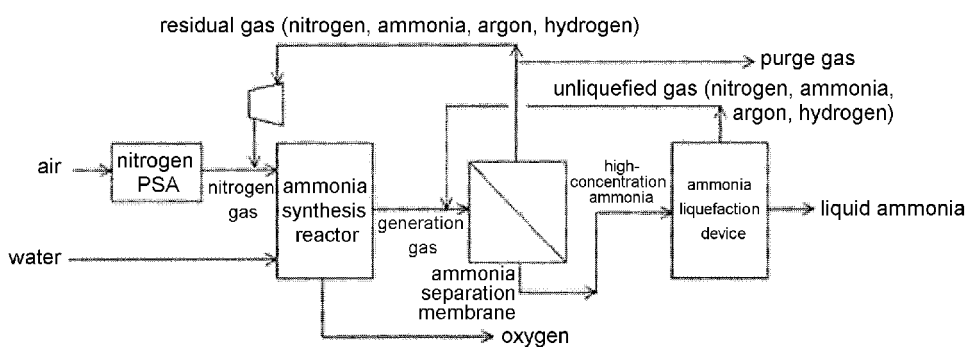 residual gas (nitrogen, ammonia, argon, hydrogen)
purge gas
unliquefied gas (nitrogen, ammonia,
argon, hydrogen)
air
nitrogen
PSA
nitrogen
gas
ammonia
synthesis
reactor
generation
gas
high-
concentration
ammonia
ammonia
liquefaction
device
liquid ammonia
water
ammonia
separation
membrane
oxygen